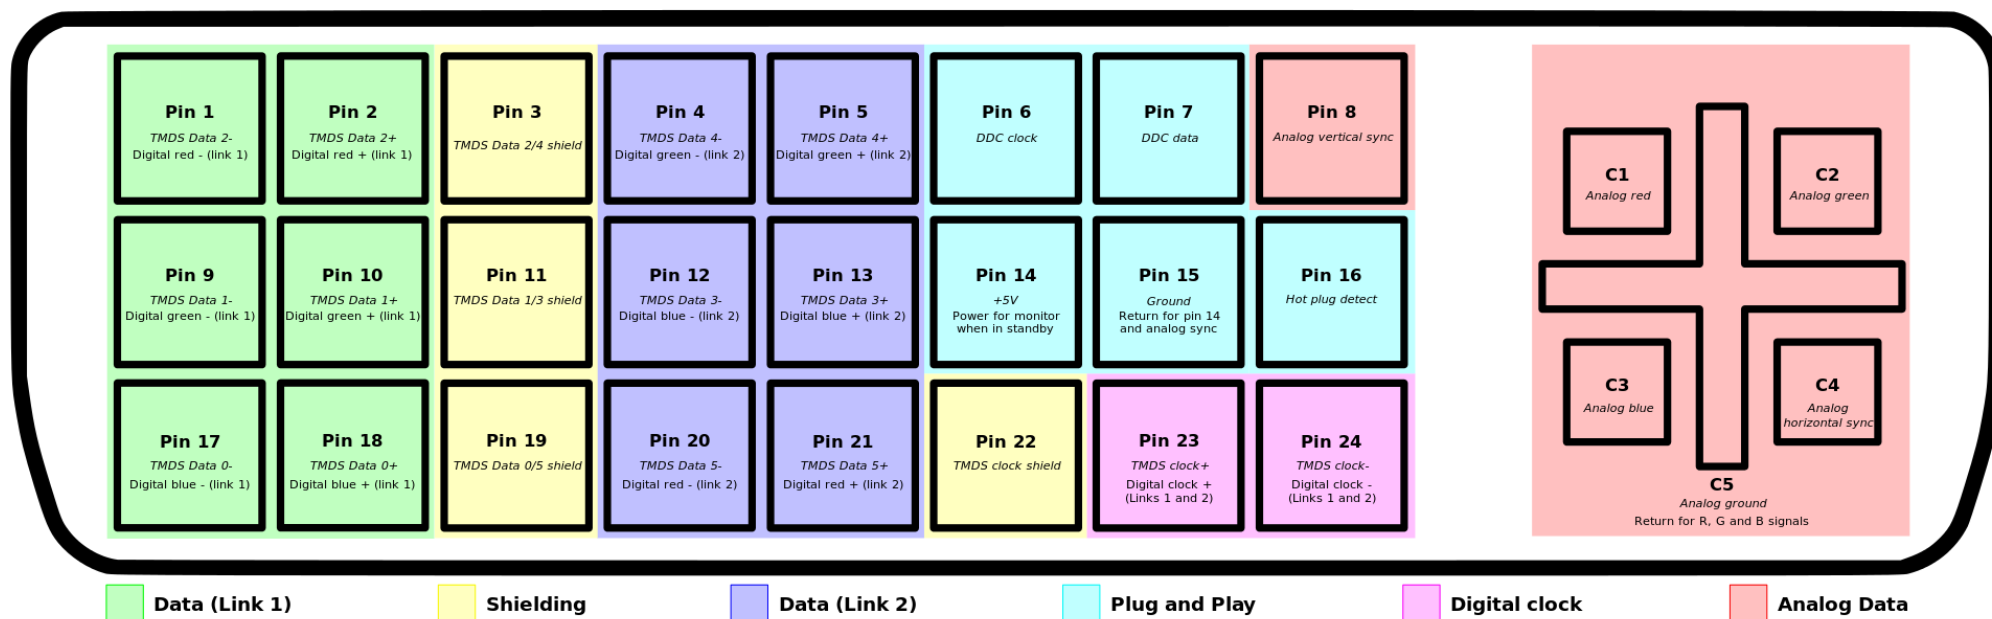 Pin 1
TMDS Data 2-
Digital red - (link 1)
Pin 2
TMDS Data 2+
Digital red + (link 1)
Pin 3
TMDS Data 2/4 shield
Pin 4
TMDS Data 4-
Digital green - (link 2)
Pin 5
TMDS Data 4+
Digital green + (link 2)
Pin 6
DDC clock
Pin 7
DDC data
Pin 8
Analog vertical sync
Pin 9
TMDS Data 1-
Digital green - (link 1)
Pin 10
TMDS Data 1+
Digital green + (link 1)
Pin 11
TMDS Data 1/3 shield
Pin 12
TMDS Data 3-
Digital blue - (link 2)
Pin 13
TMDS Data 3+
Digital blue + (link 2)
Pin 14
+5V
Power for monitor
when in standby
Pin 15
Ground
Return for pin 14
and analog sync
Pin 16
Hot plug detect
Pin 17
TMDS Data 0-
Digital blue - (link 1)
Pin 18
TMDS Data 0+
Digital blue + (link 1)
Pin 19
TMDS Data 0/5 shield
Pin 20
TMDS Data 5-
Digital red - (link 2)
Pin 21
TMDS Data 5+
Digital red + (link 2)
Pin 22
TMDS clock shield
Pin 23
TMDS clock+
Digital clock +
(Links 1 and 2)
Pin 24
TMDS clock-
Digital clock -
(Links 1 and 2)
C1
Analog red
C2
Analog green
C3
Analog blue
C4
Analog
horizontal sync
C5
Analog ground
Return for R, G and B signals
Data (Link 1)
Shielding
Data (Link 2)
Plug and Play
Digital clock
Analog Data